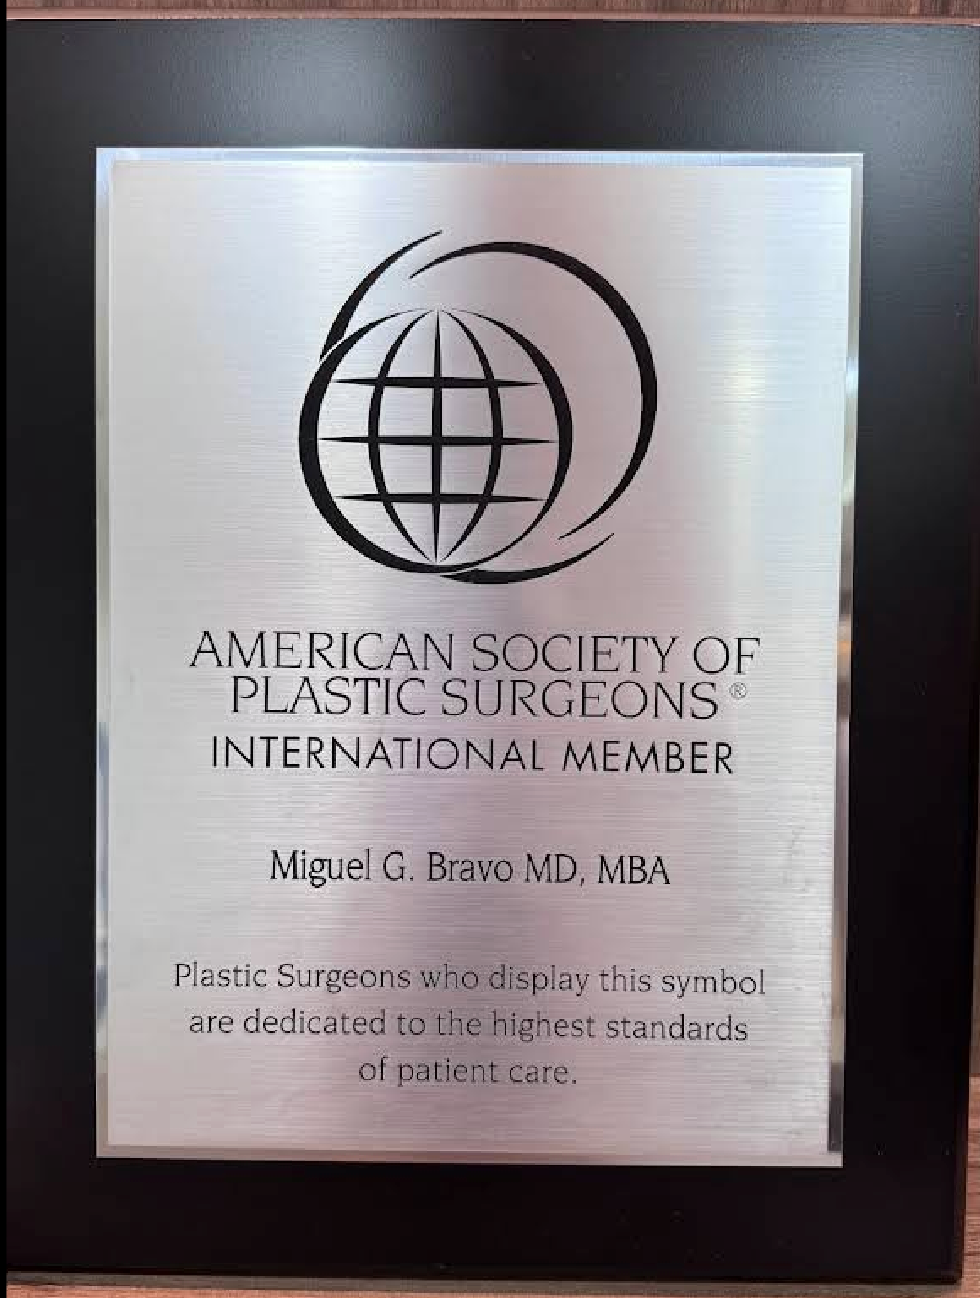 AMERICAN SOCIETY OF
PLASTIC SURGEONS®
INTERNATIONAL MEMBER
Miguel G. Bravo MD, MBA
Plastic Surgeons who display this symbol
are dedicated to the highest standards
of patient care.